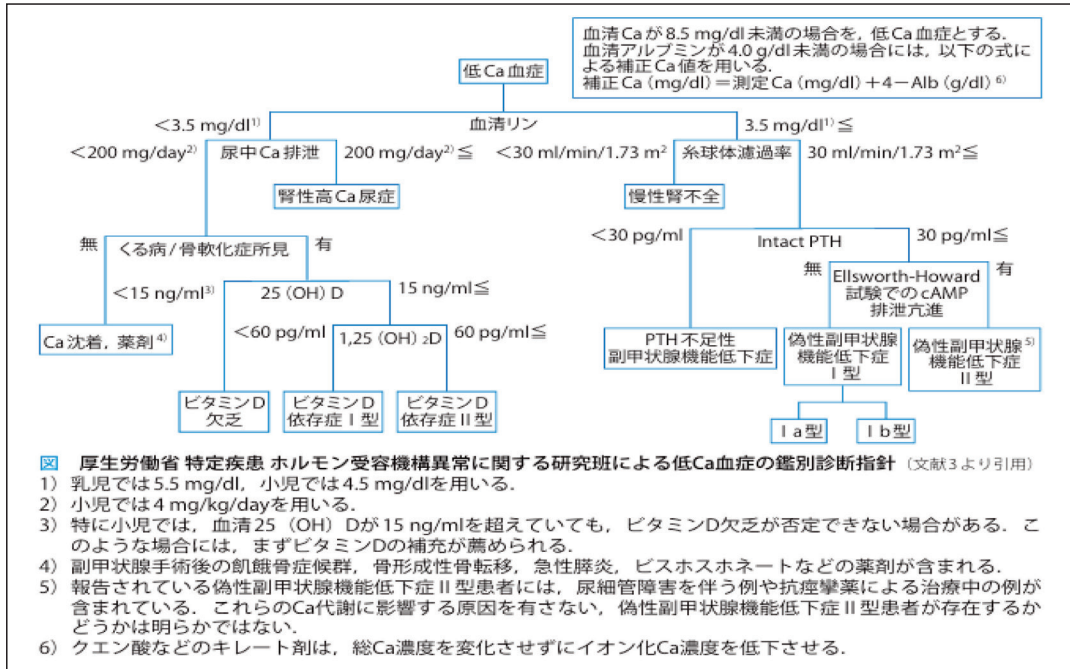 血清Caが8.5 mg/dl未満の場合を，低Ca血症とする．
血清アルブミンが4.0 g/dl未満の場合には，以下の式に
よる補正Ca値を用いる．
補正Ca（mg/dl）＝測定Ca（mg/dl）＋4－Alb（g/dl）6)
低Ca血症
<3.5 mg/dl1)
血清リン
3.5 mg/dl1)≦
<200 mg/day2)
尿中Ca排泄
200 mg/day2)≦
<30 ml/min/1.73 m2
糸球体濾過率
30 ml/min/1.73 m2≦
腎性高Ca尿症
慢性腎不全
無
くる病/骨軟化症所見
有
<30 pg/ml
Intact PTH
30 pg/ml≦
<15 ng/ml3)
25（OH）D
15 ng/ml≦
無
Ellsworth-Howard
試験でのcAMP
排泄亢進
有
Ca沈着，薬剤4)
<60 pg/ml
1,25（OH）2D
60 pg/ml≦
PTH不足性
副甲状腺機能低下症
偽性副甲状腺
機能低下症
Ⅰ型
偽性副甲状腺5)
機能低下症
Ⅱ型
ビタミンD
欠乏
ビタミンD
依存症Ⅰ型
ビタミンD
依存症Ⅱ型
Ⅰa型
Ⅰb型
図　厚生労働省 特定疾患 ホルモン受容機構異常に関する研究班による低Ca血症の鑑別診断指針（文献3より引用）
1）乳児では5.5 mg/dl，小児では4.5 mg/dlを用いる．
2）小児では4 mg/kg/dayを用いる．
3）特に小児では，血清25（OH）Dが15 ng/mlを超えていても，ビタミンD欠乏が否定できない場合がある．こ
のような場合には，まずビタミンDの補充が薦められる．
4）副甲状腺手術後の飢餓骨症候群，骨形成性骨転移，急性膵炎，ビスホスホネートなどの薬剤が含まれる．
5）報告されている偽性副甲状腺機能低下症Ⅱ型患者には，尿細管障害を伴う例や抗痙攣薬による治療中の例が
含まれている．これらのCa代謝に影響する原因を有さない，偽性副甲状腺機能低下症Ⅱ型患者が存在するか
どうかは明らかではない．
6）クエン酸などのキレート剤は，総Ca濃度を変化させずにイオン化Ca濃度を低下させる．